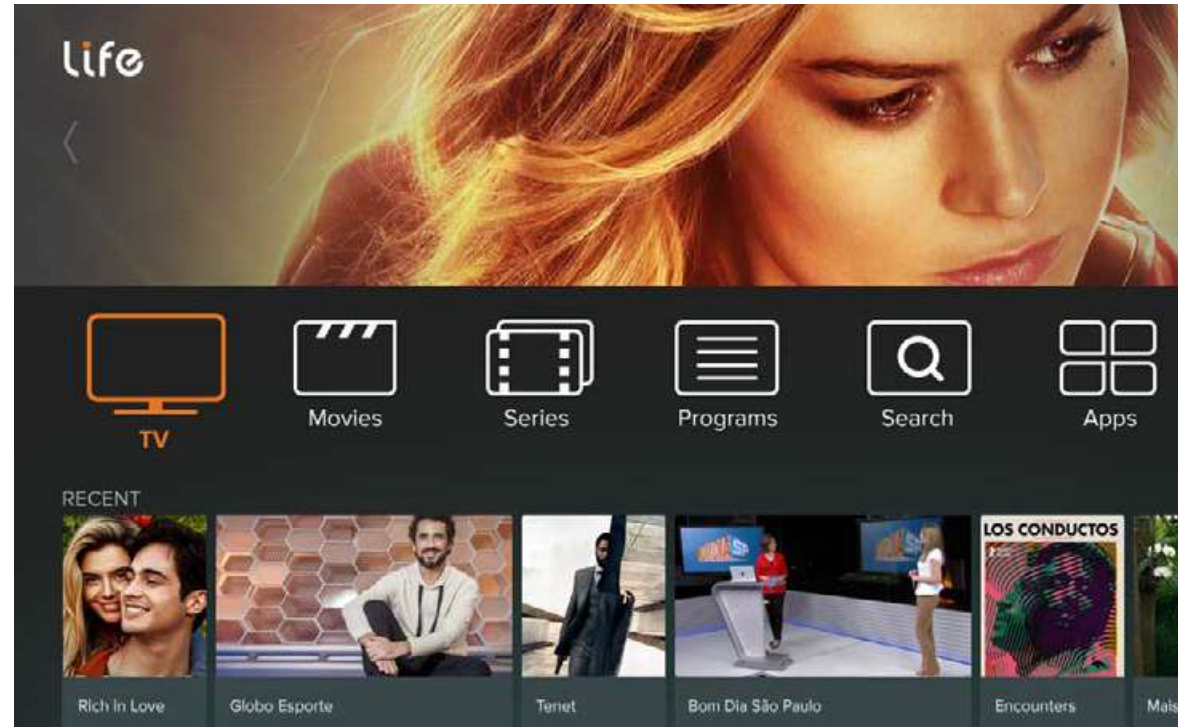 Life
TV
Movies
Series
Programs
Search
Apps
RECENT
LOS CONDUCTOS
Rich in Love
Globo Esporte
Tenet
Bom Dia São Paulo
Encounters
Mais